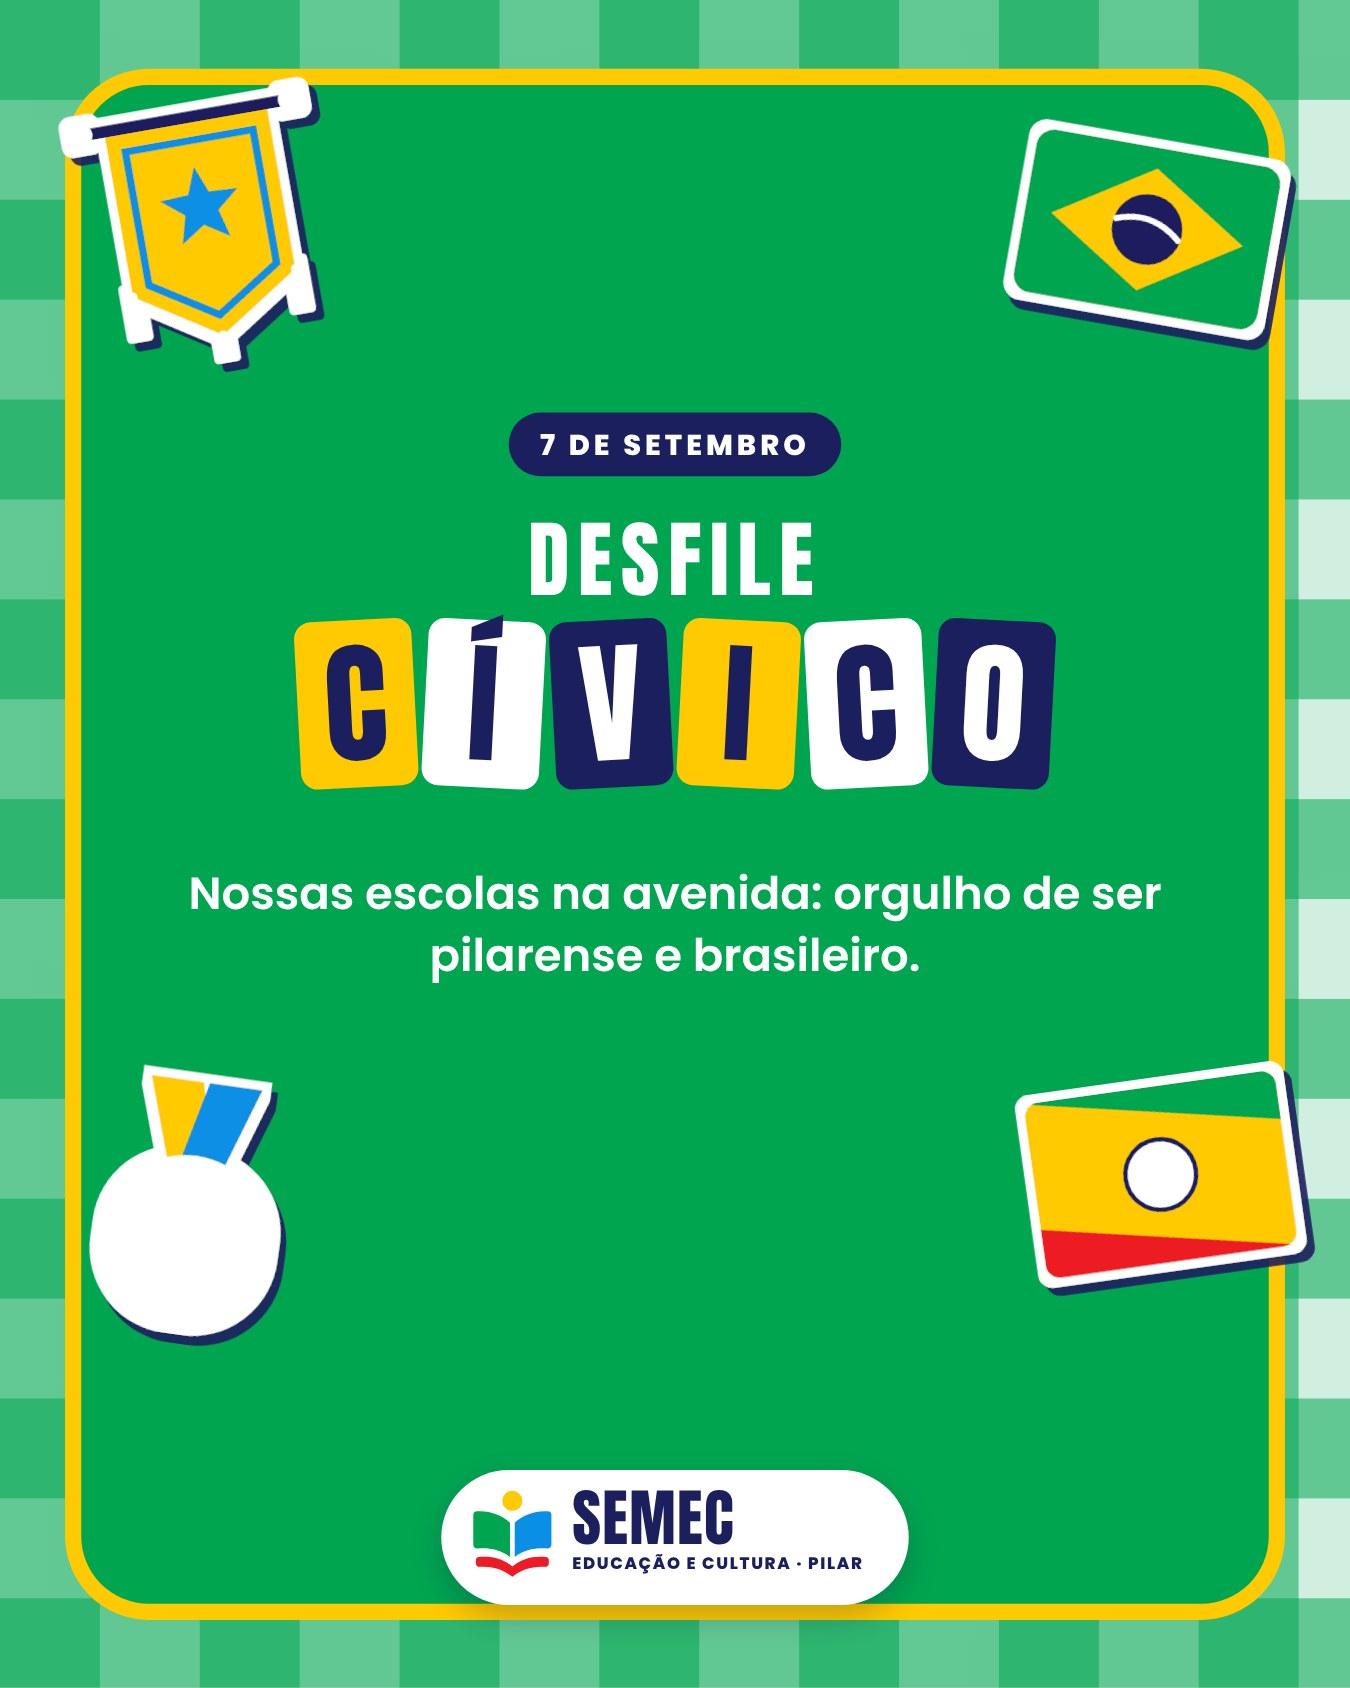 7 DE SETEMBRO
DESFILE
CÍVICO
Nossas escolas na avenida: orgulho de ser
pilarense e brasileiro.
SEMEC
EDUCAÇÃO E CULTURA · PILAR